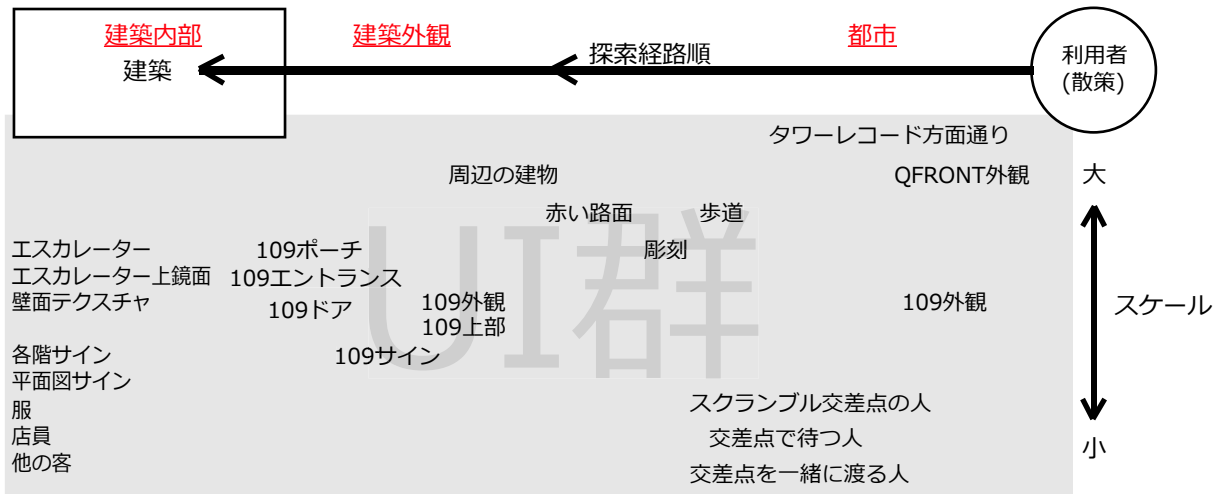 建築内部 建築外観 都市
建築 探索経路順 利用者
(散策)
タワーレコード方面通り
周辺の建物 QFRONT外観 大
赤い路面 歩道
UI群
エスカレーター 109ポーチ 彫刻
エスカレーター上鏡面 109エントランス
壁面テクスチャ 109ドア 109外観 109外観 スケール
109上部
各階サイン 109サイン
平面図サイン
服 スクランブル交差点の人
店員 交差点で待つ人
他の客 交差点を一緒に渡る人 小